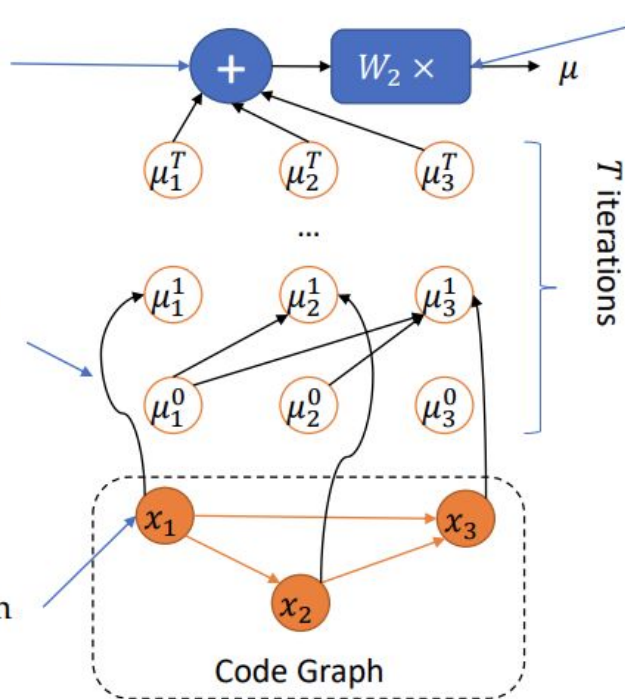 +
W₂ ×
μ
μ₁ᵀ μ₂ᵀ μ₃ᵀ
...
T iterations
μ₁¹ μ₂¹ μ₃¹
μ₁⁰ μ₂⁰ μ₃⁰
x₁ x₃
x₂
Code Graph